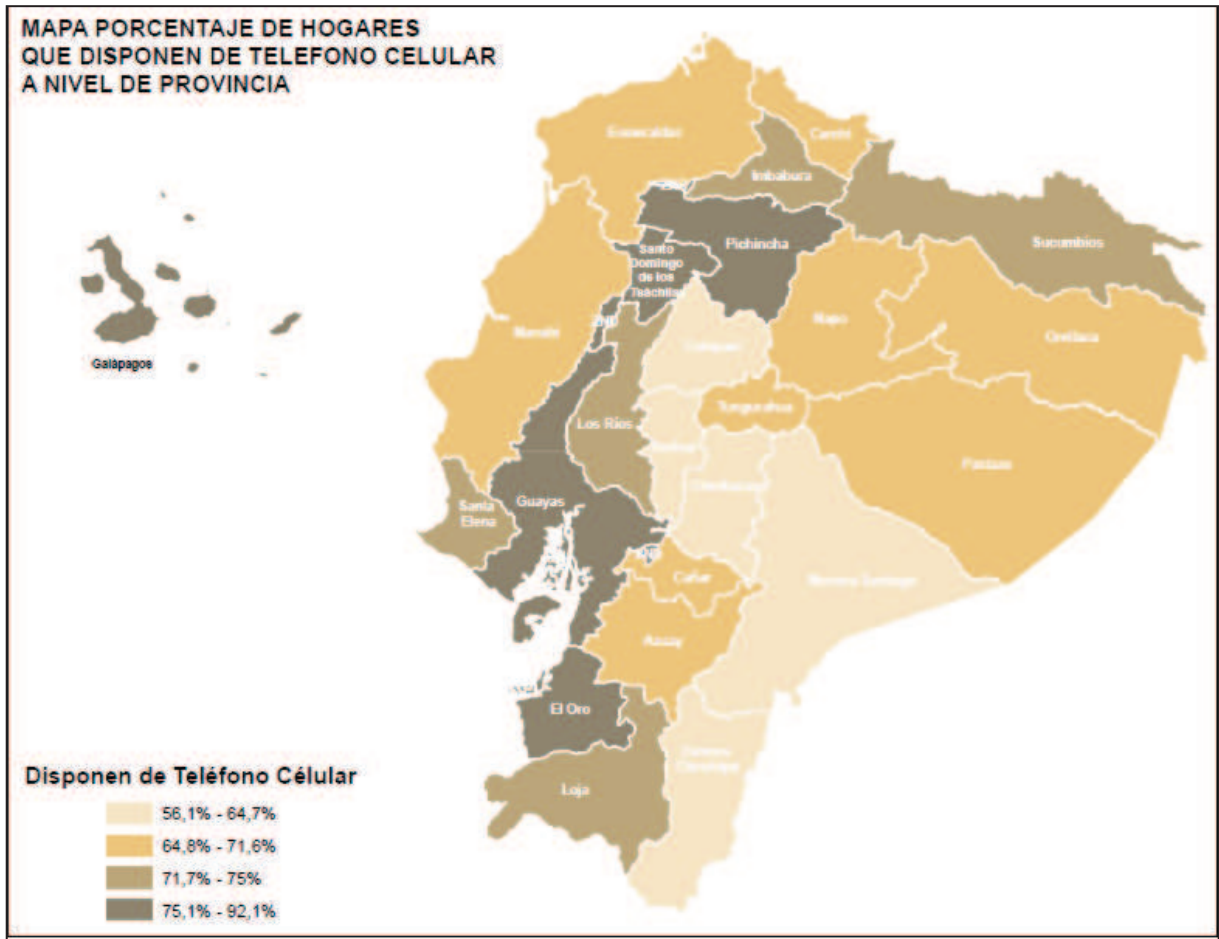 MAPA PORCENTAJE DE HOGARES
QUE DISPONEN DE TELEFONO CELULAR
A NIVEL DE PROVINCIA
Esmeraldas
Carchi
Imbabura
Sucumbíos
Pichincha
Santo
Domingo
de los
Tsáchilas
Galápagos
Manabí
Napo
Orellana
Cotopaxi
Tungurahua
Los Ríos
Pastaza
Guayas
Santa
Elena
Cañar
Morona Santiago
Azuay
El Oro
Loja
Disponen de Teléfono Célular
56,1% - 64,7%
64,8% - 71,6%
71,7% - 75%
75,1% - 92,1%